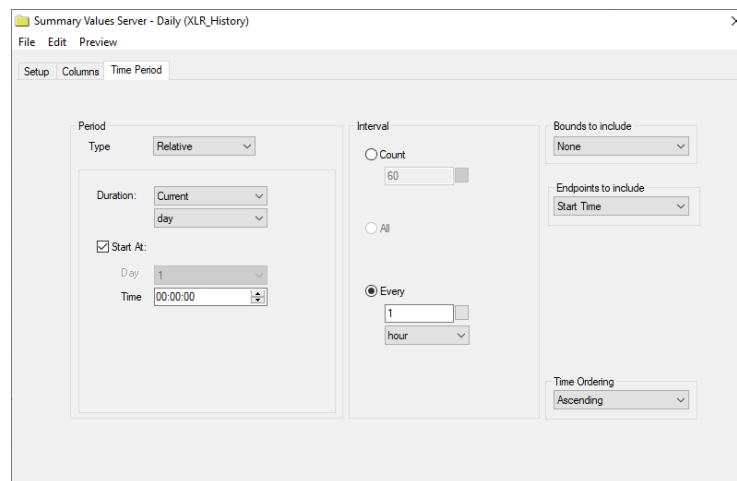 Summary Values Server - Daily (XLR_History)
File Edit Preview
Setup Columns Time Period
Period
Type Relative
Duration: Current
day
Start At:
Day 1
Time 00:00:00
Interval
Count
60
All
Every
1
hour
Bounds to include
None
Endpoints to include
Start Time
Time Ordering
Ascending